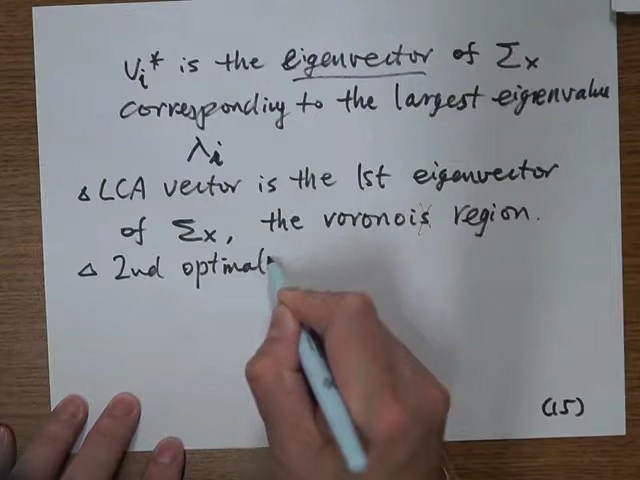 Vi* is the eigenvector of Σx
corresponding to the largest eigenvalue
λi
△ LCA vector is the 1st eigenvector
of Σx, the voronois region.
△ 2nd optimal
(15)